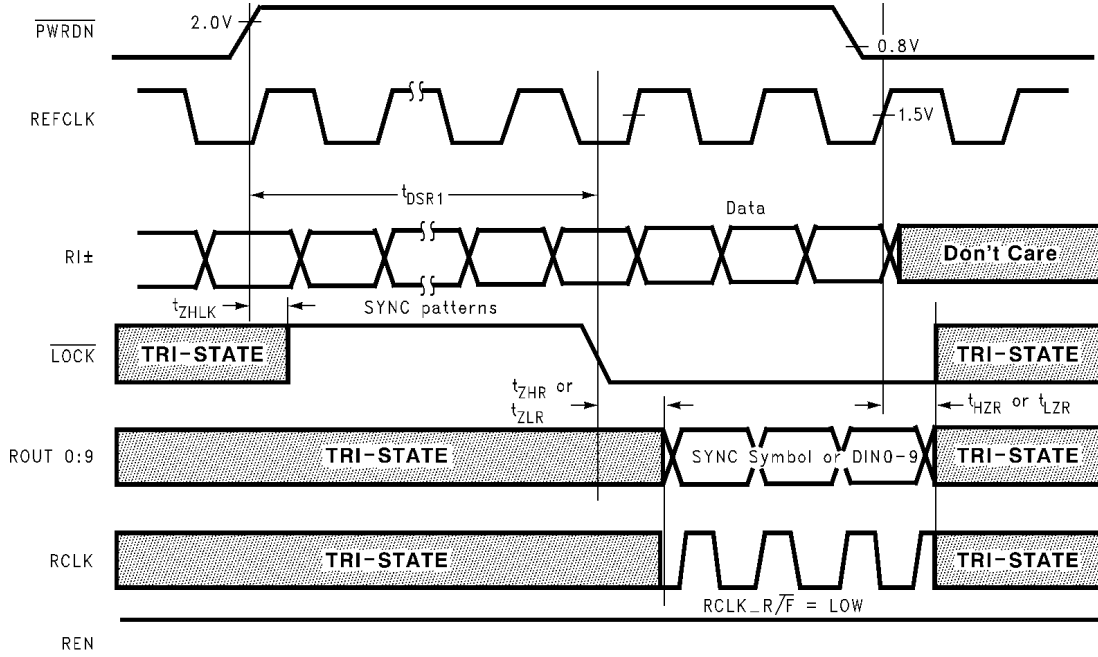 PWRDN
2.0V
0.8V
REFCLK
1.5V
tDSR1
Data
RI±
Don't Care
tZHLK
SYNC patterns
LOCK
TRI-STATE
TRI-STATE
tZHR or
tZLR
tHZR or tLZR
ROUT 0:9
TRI-STATE
SYNC Symbol or DIN0-9
TRI-STATE
RCLK
TRI-STATE
TRI-STATE
RCLK_R/F = LOW
REN